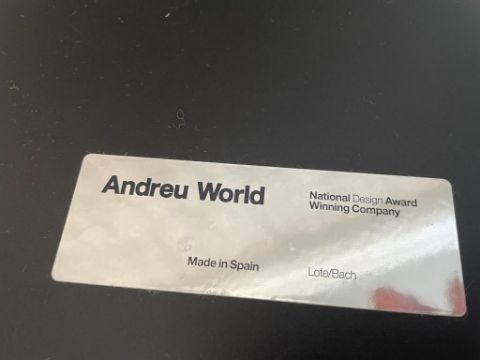 Andreu World
National Design Award
Winning Company
Made in Spain
Lote/Bach